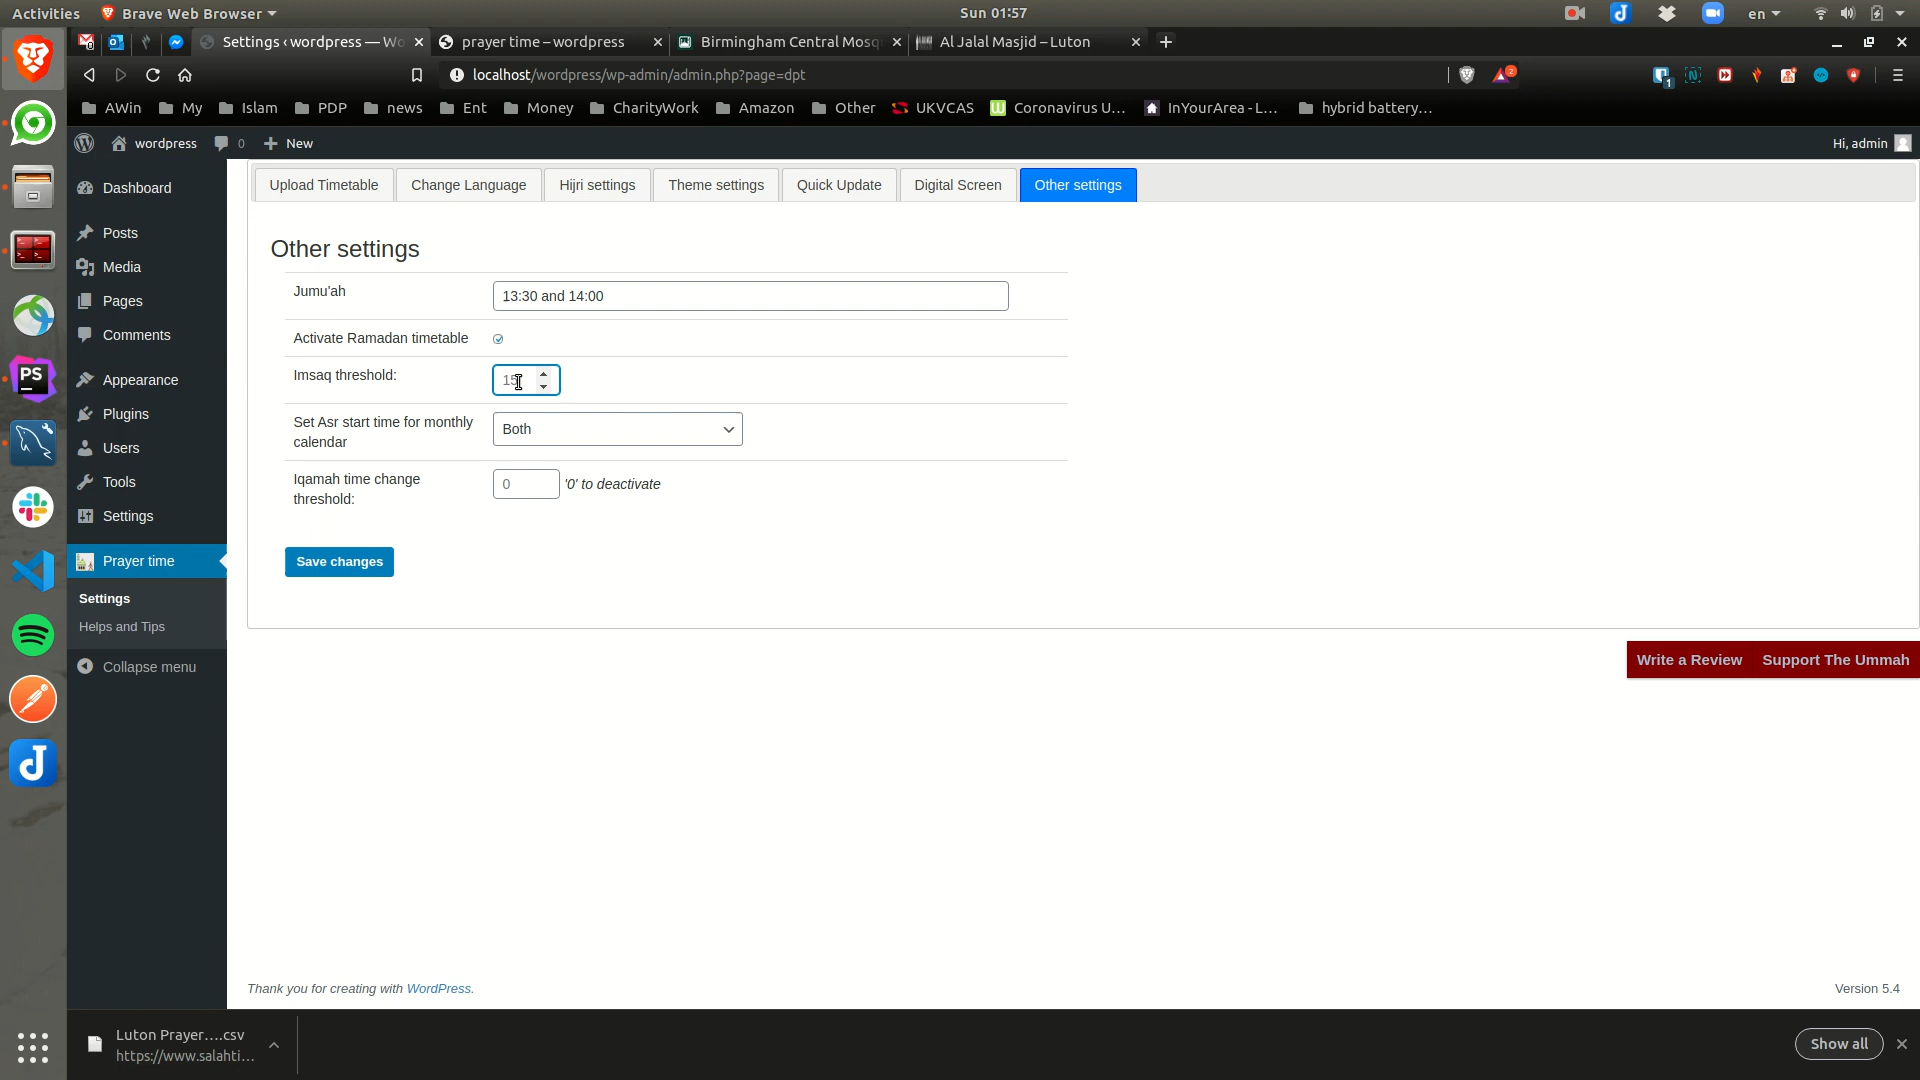 Activities
Brave Web Browser
Sun 01:57
en
Settings ‹ wordpress — Wo
prayer time – wordpress
Birmingham Central Mosq
Al Jalal Masjid – Luton
localhost/wordpress/wp-admin/admin.php?page=dpt
2
1
AWin
My
Islam
PDP
news
Ent
Money
CharityWork
Amazon
Other
UKVCAS
Coronavirus U...
InYourArea - L...
hybrid battery...
wordpress
0
New
Hi, admin
Dashboard
Posts
Media
Pages
Comments
Appearance
Plugins
Users
Tools
Settings
Prayer time
Settings
Helps and Tips
Collapse menu
Upload Timetable
Change Language
Hijri settings
Theme settings
Quick Update
Digital Screen
Other settings
Other settings
Jumu'ah
13:30 and 14:00
Activate Ramadan timetable
Imsaq threshold:
15
Set Asr start time for monthly
calendar
Both
Iqamah time change
threshold:
0
'0' to deactivate
Save changes
Write a Review
Support The Ummah
Thank you for creating with WordPress.
Version 5.4
Luton Prayer....csv
https://www.salahti...
Show all
PS